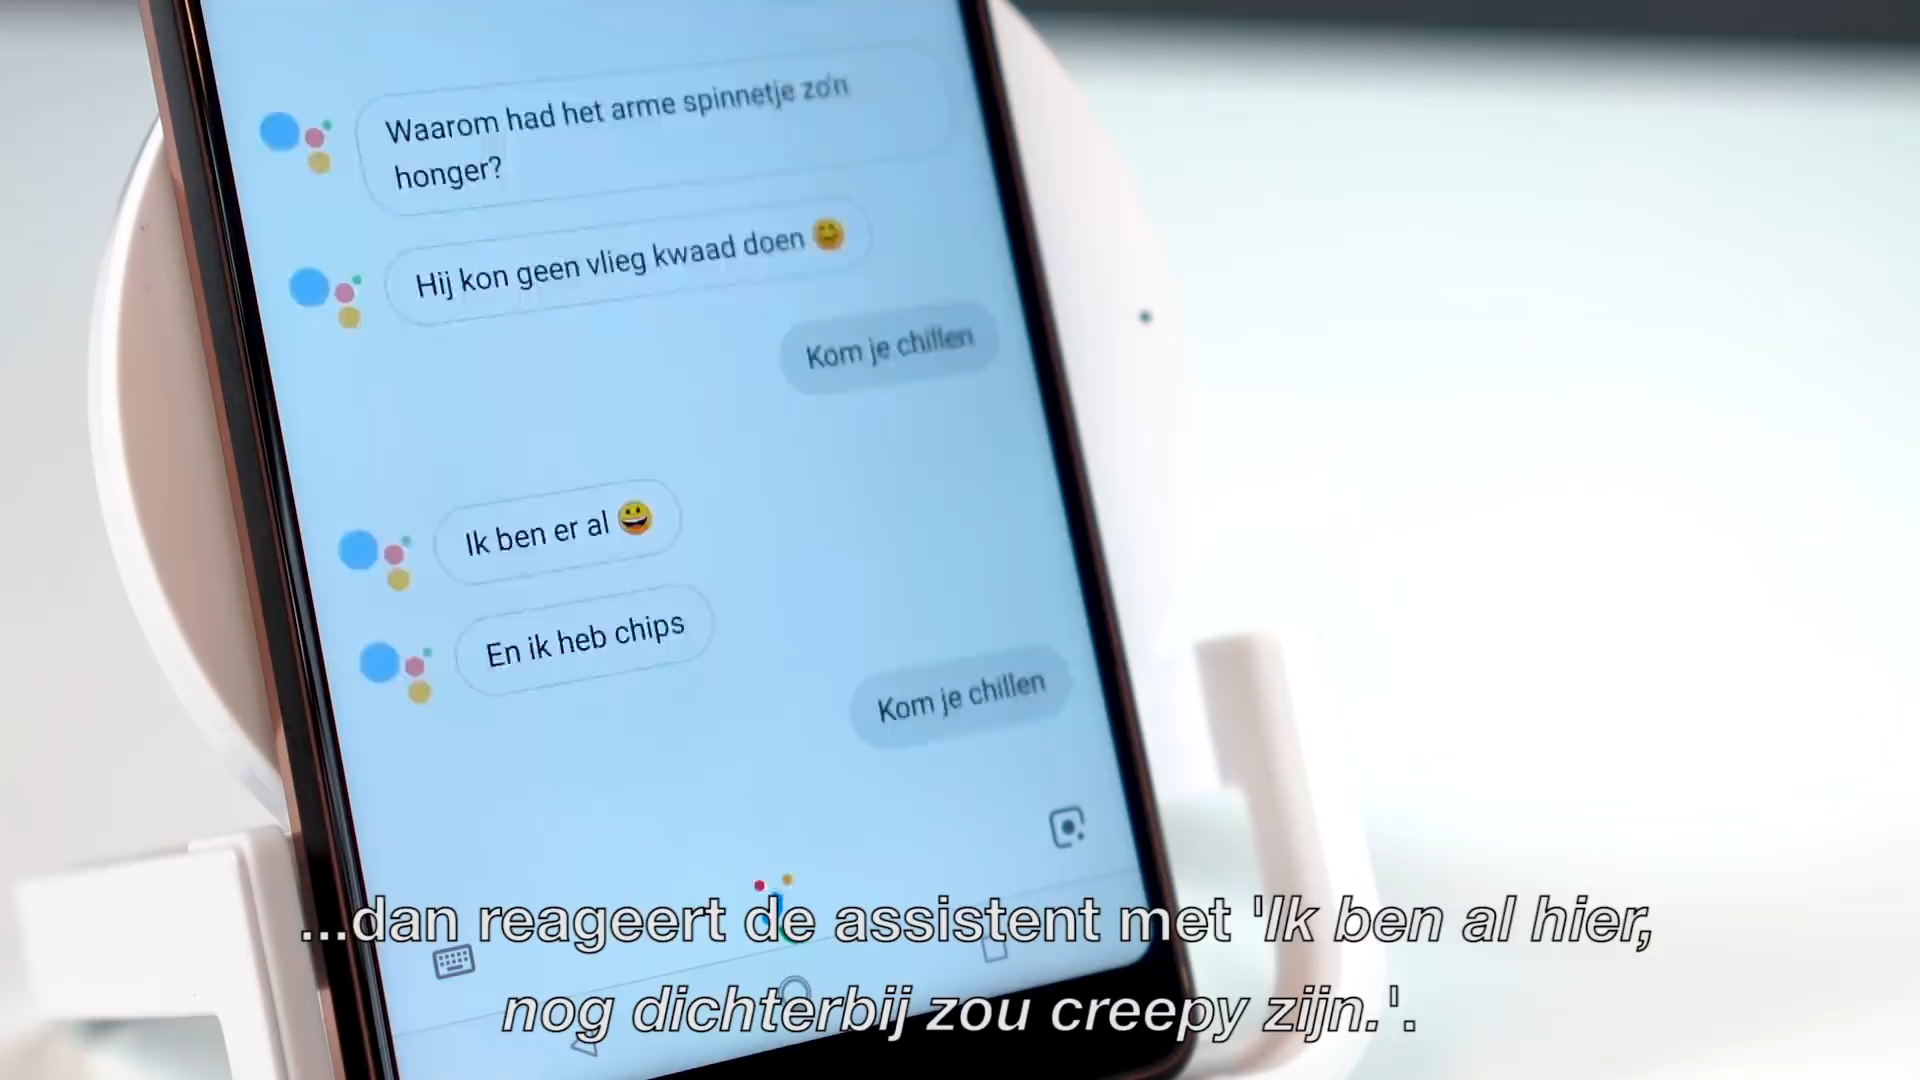 Waarom had het arme spinnetje zo'n
honger?
Hij kon geen vlieg kwaad doen
Kom je chillen
Ik ben er al
En ik heb chips
Kom je chillen
...dan reageert de assistent met 'Ik ben al hier,
nog dichterbij zou creepy zijn.'.